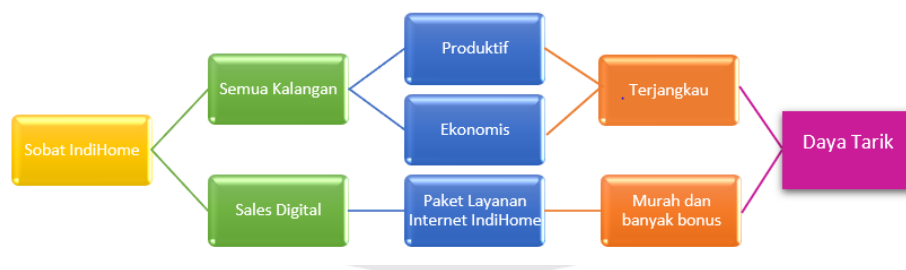 Sobat IndiHome
Semua Kalangan
Sales Digital
Produktif
Ekonomis
Paket Layanan
Internet IndiHome
Terjangkau
Murah dan
banyak bonus
Daya Tarik